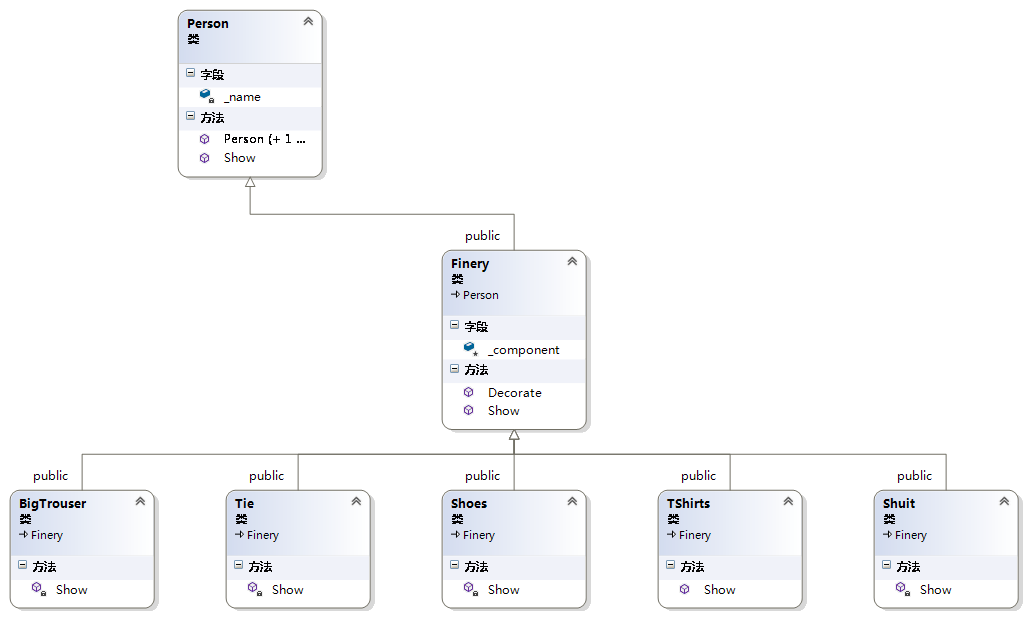 Person
类
字段
_name
方法
Person (+ 1 ...
Show
public
Finery
类
Person
字段
_component
方法
Decorate
Show
public
public
public
public
public
BigTrouser
类
Finery
方法
Show
Tie
类
Finery
方法
Show
Shoes
类
Finery
方法
Show
TShirts
类
Finery
方法
Show
Shuit
类
Finery
方法
Show